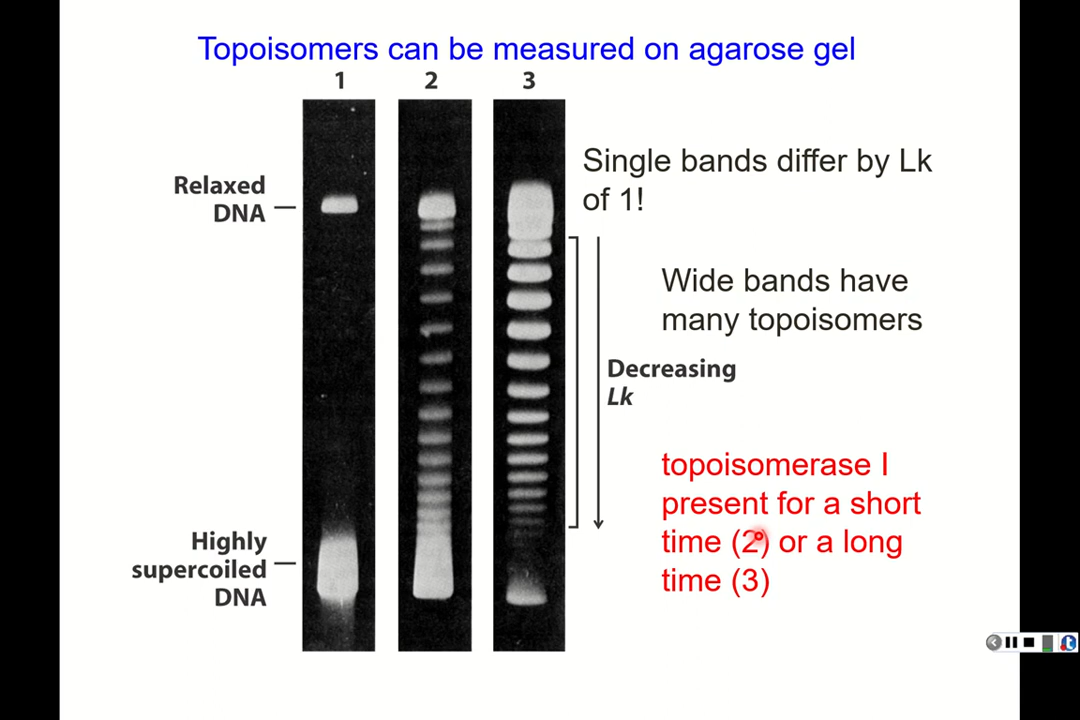 Topoisomers can be measured on agarose gel
1 2 3
Relaxed
DNA
Single bands differ by Lk
of 1!
Wide bands have
many topoisomers
Decreasing
Lk
topoisomerase I
present for a short
time (2) or a long
time (3)
Highly
supercoiled
DNA